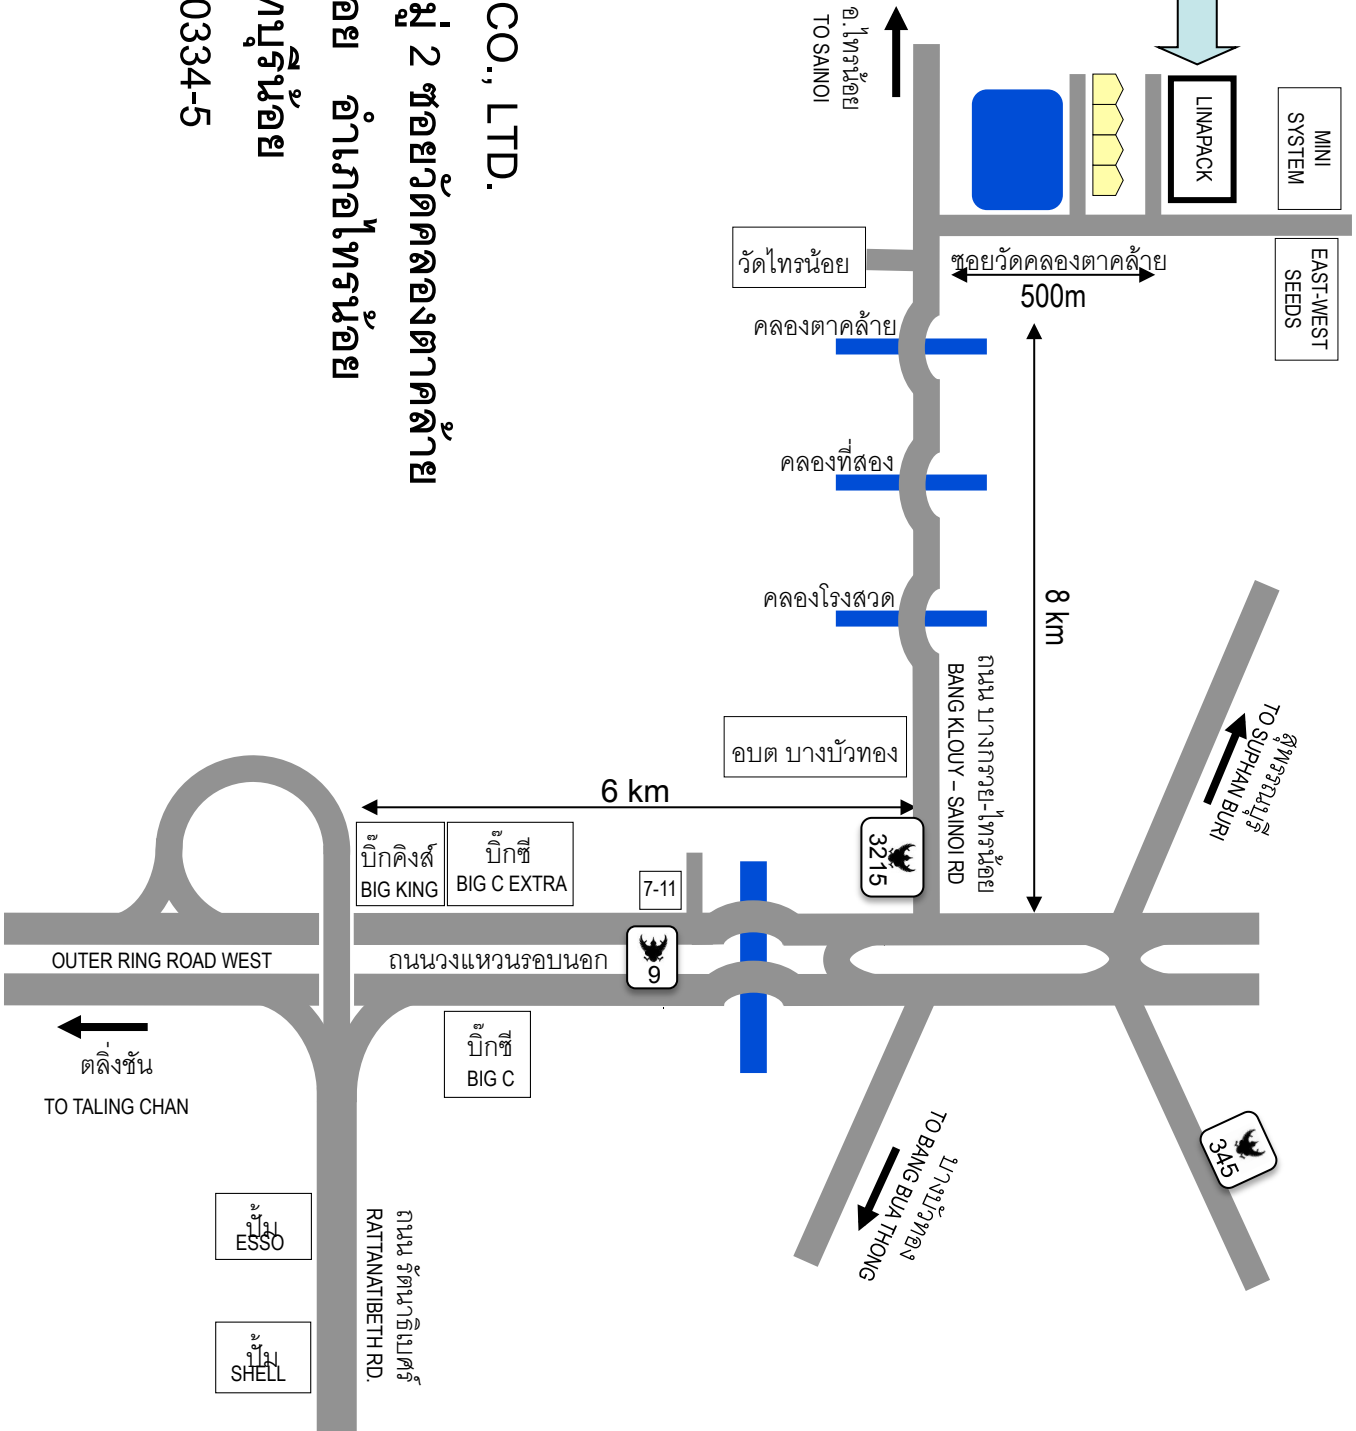 CO., LTD.
2 ซอยวัดคลองตาคล้าย
อำเภอไทรน้อย
0334-5
อ.ไทรน้อย
TO SAINOI
LINAPACK
MINI
SYSTEM
EAST-WEST
SEEDS
วัดไทรน้อย
ซอยวัดคลองตาคล้าย
500m
คลองตาคล้าย
คลองที่สอง
คลองโรงสวด
8 km
ถนน บางกรวย-ไทรน้อย
BANG KLOUY – SAINOI RD
สุพรรณบุรี
TO SUPHAN BURI
อบต บางบัวทอง
6 km
3215
บิ๊กคิงส์
BIG KING
บิ๊กซี
BIG C EXTRA
7-11
OUTER RING ROAD WEST
ถนนวงแหวนรอบนอก
9
บิ๊กซี
BIG C
ตลิ่งชัน
TO TALING CHAN
บางบัวทอง
TO BANG BUA THONG
345
ปั๊ม
ESSO
ถนน รัตนาธิเบศร์
RATTANATIBETH RD.
ปั๊ม
SHELL